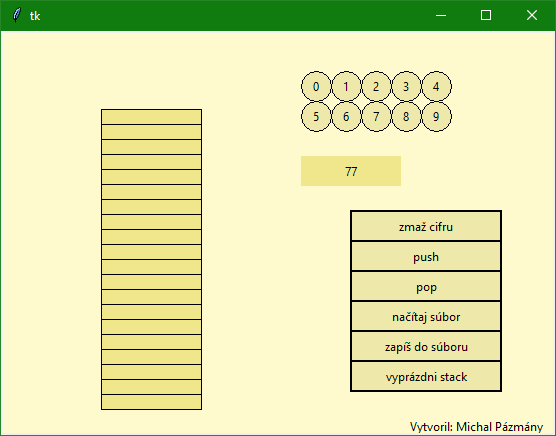 tk
0 1 2 3 4
5 6 7 8 9
77
zmaž cifru
push
pop
načítaj súbor
zapíš do súboru
vyprázdni stack
Vytvoril: Michal Pázmány